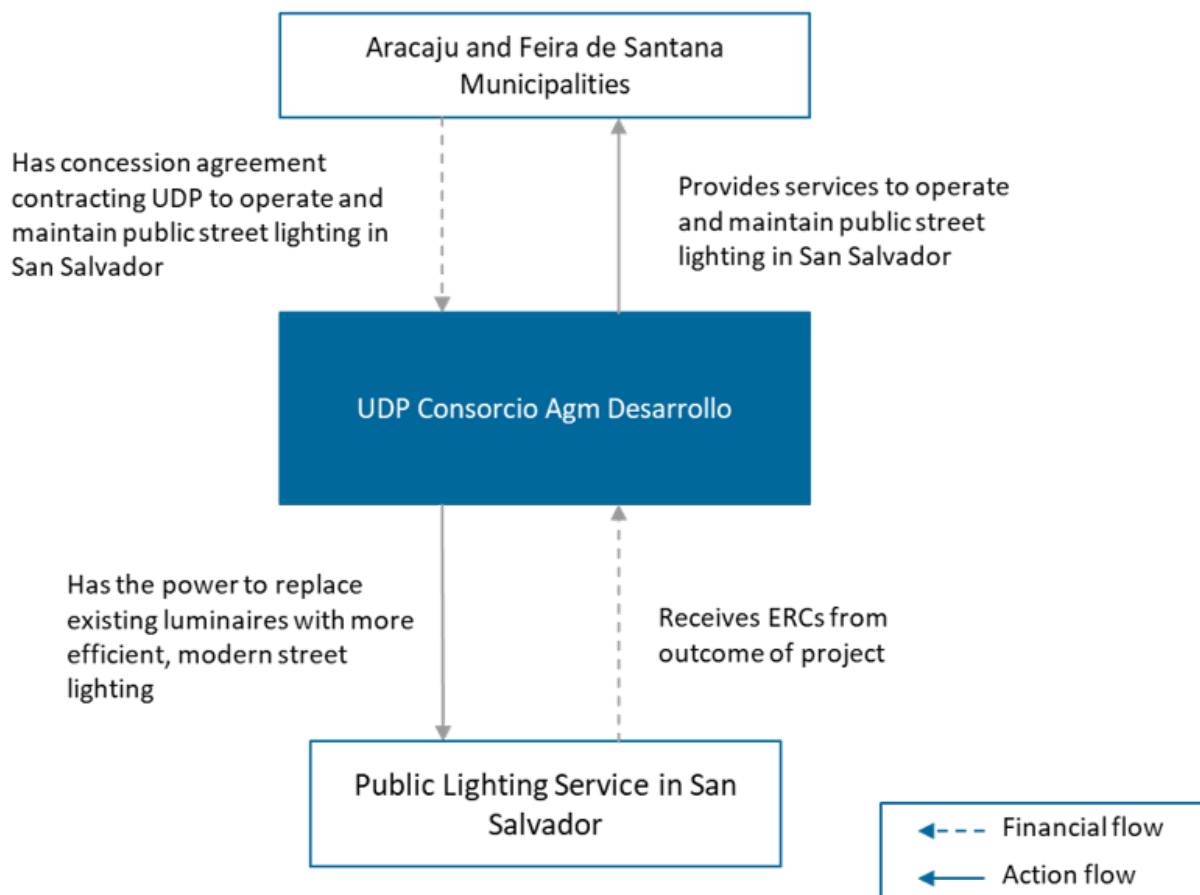 Aracaju and Feira de Santana
Municipalities
Has concession agreement
contracting UDP to operate and
maintain public street lighting in
San Salvador
Provides services to operate
and maintain public street
lighting in San Salvador
UDP Consorcio Agm Desarrollo
Has the power to replace
existing luminaires with more
efficient, modern street
lighting
Receives ERCs from
outcome of project
Public Lighting Service in San
Salvador
Financial flow
Action flow